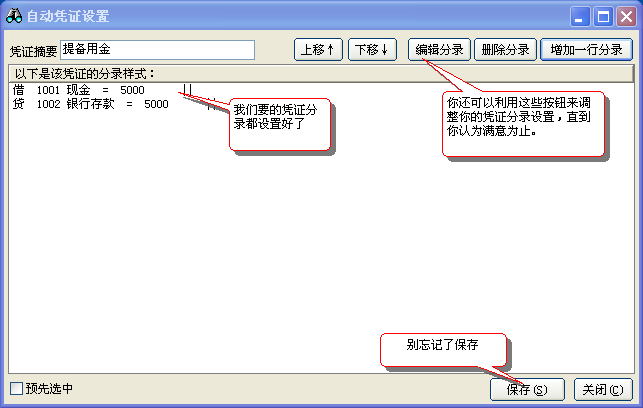 自动凭证设置
凭证摘要 提备用金 上移↑ 下移↓ 编辑分录 删除分录 增加一行分录
以下是该凭证的分录样式：
借 1001 现金 = 5000
贷 1002 银行存款 = 5000
我们要的凭证分
录都设置好了
你还可以利用这些按钮来调
整你的凭证分录设置，直到
你认为满意为止。
别忘记了保存
预先选中 保存(S) 关闭(C)